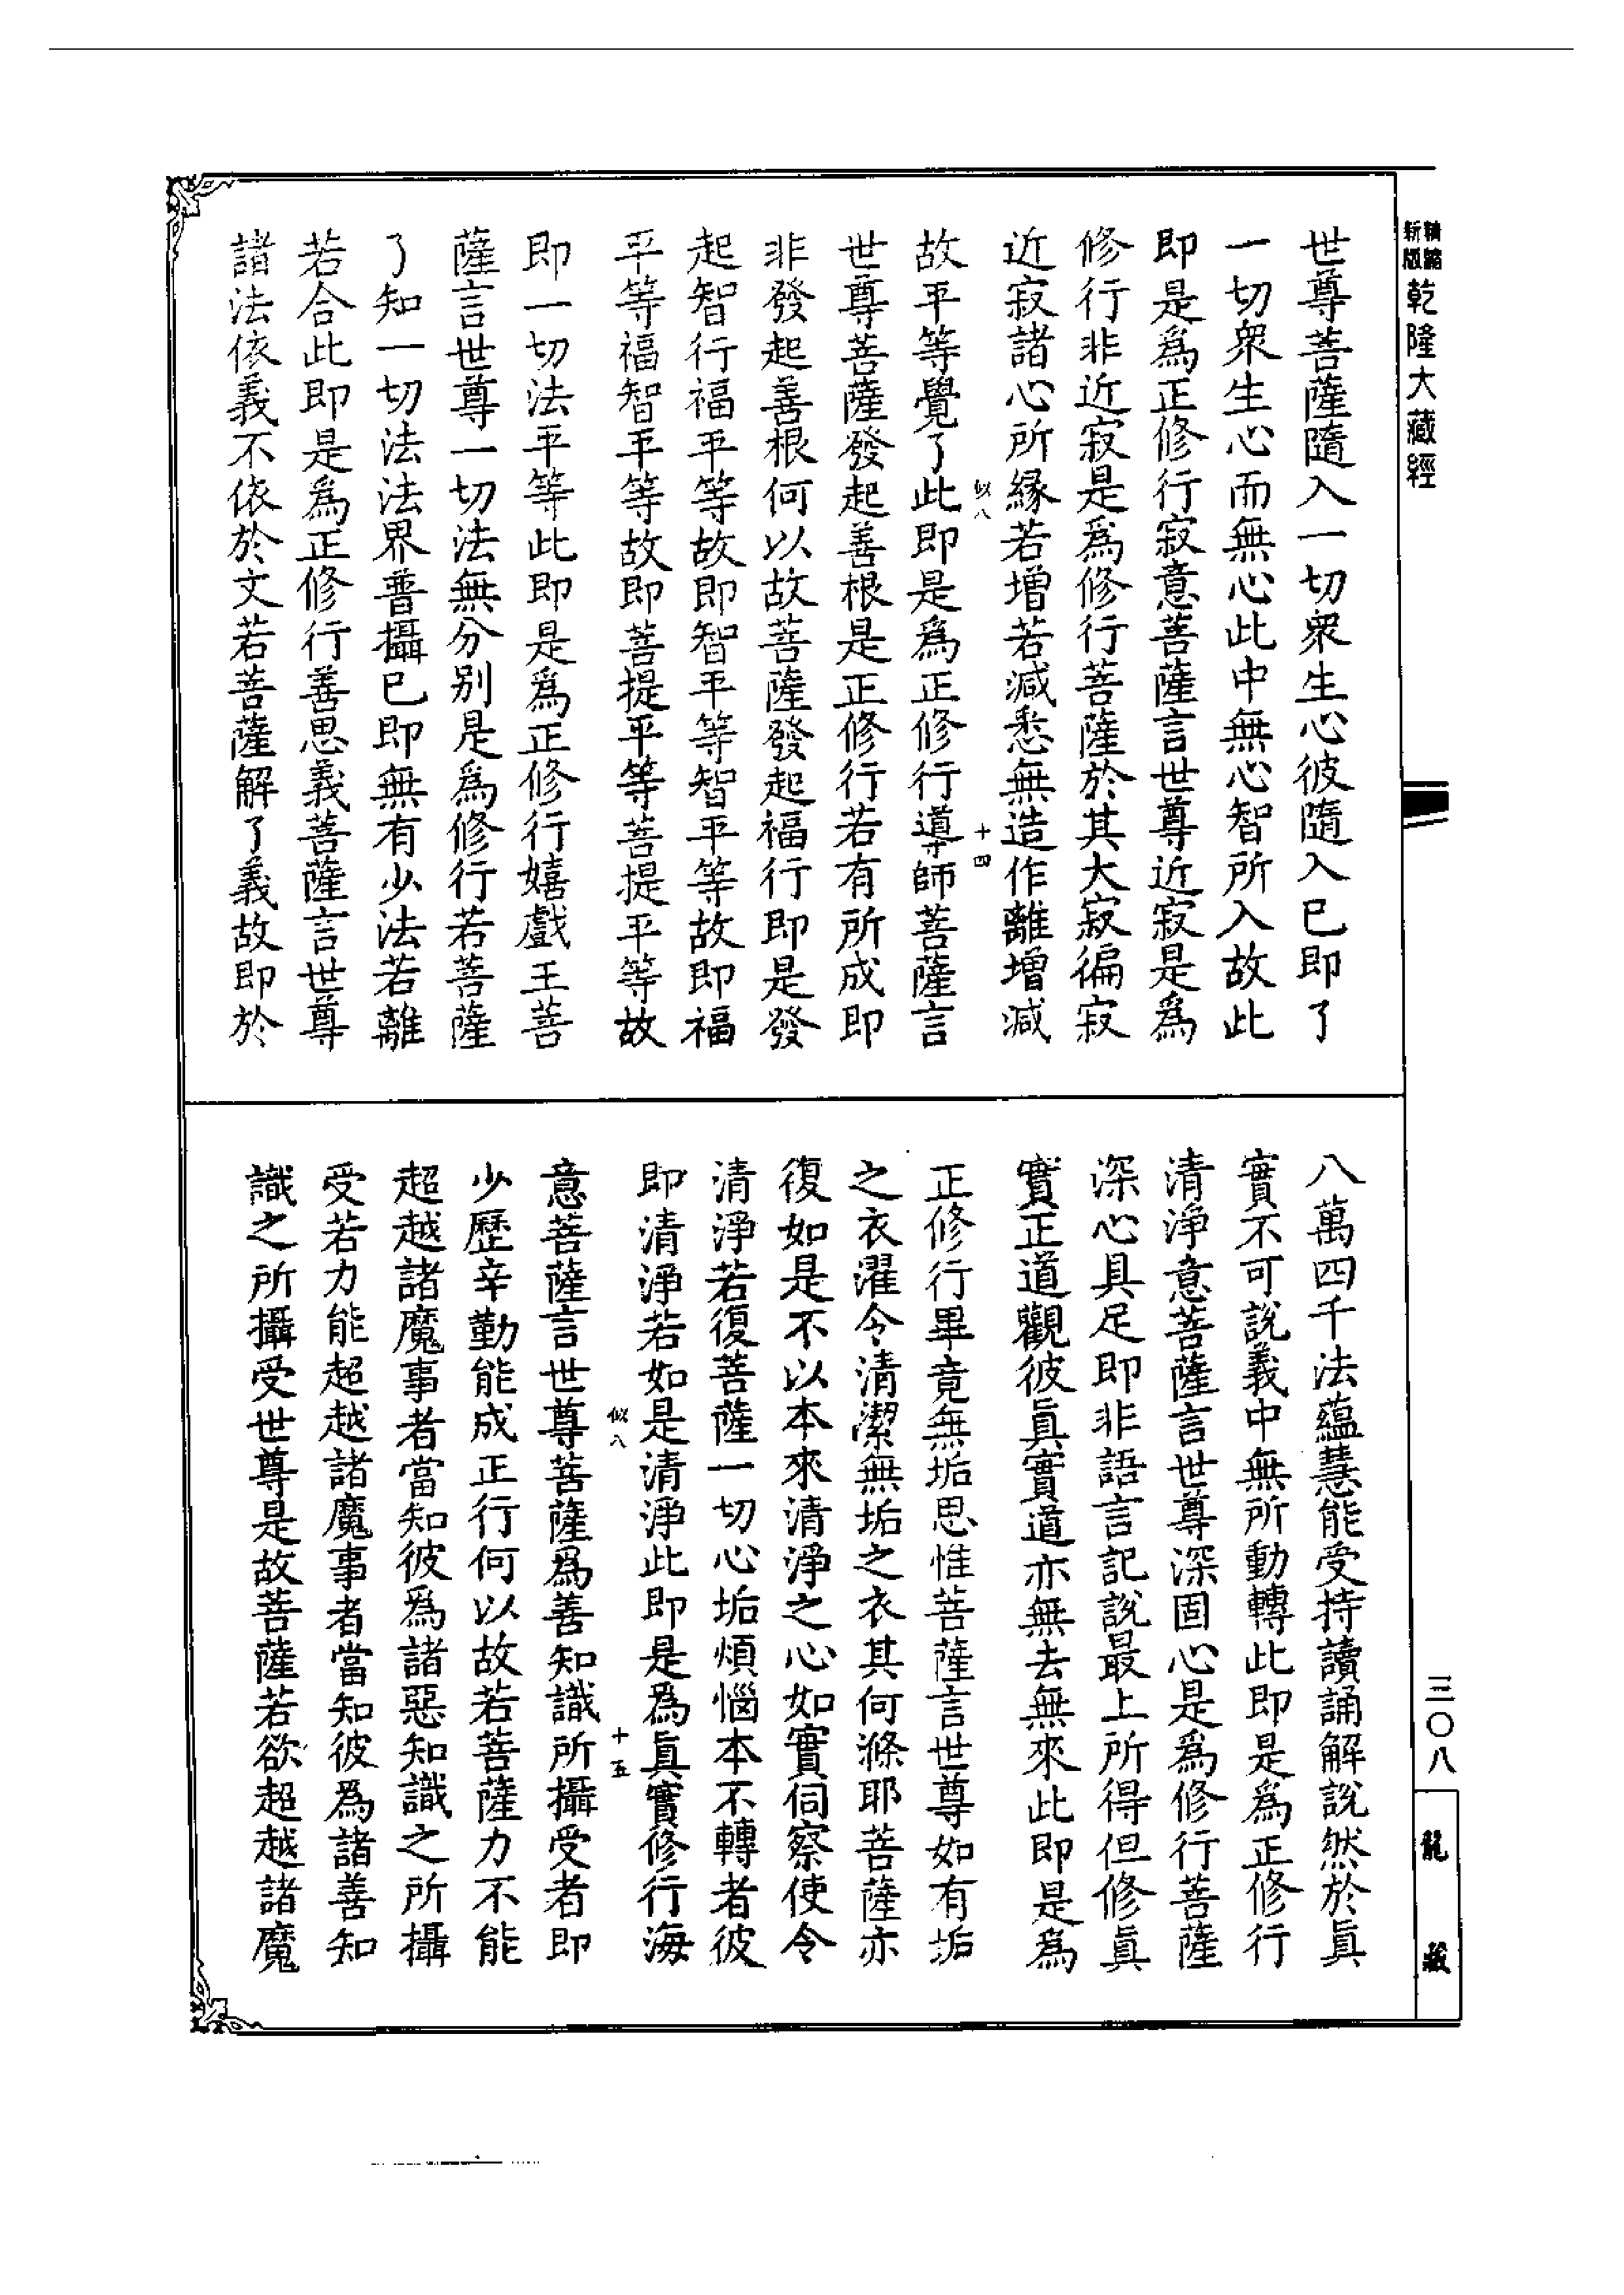 新版
精縮
乾隆大藏經
世尊菩薩隨入一切衆生心彼隨入已即了
一切衆生心而無心此中無心智所入故此
即是爲正修行寂意菩薩言世尊近寂是爲
修行非近寂是爲修行菩薩於其大寂徧寂
近寂諸心所緣若增若減悉無造作離增減
似八
十四
故平等覺了此即是爲正修行導師菩薩言
世尊菩薩發起善根是正修行若有所成即
非發起善根何以故菩薩發起福行即是發
起智行福平等故即智平等智平等故即福
平等福智平等故即菩提平等菩提平等故
即一切法平等此即是爲正修行嬉戲王菩
薩言世尊一切法無分别是爲修行若菩薩
了知一切法法界普攝已即無有少法若離
若合此即是爲正修行善思義菩薩言世尊
諸法依義不依於文若菩薩解了義故即於
八萬四千法蘊慧能受持讀誦解說然於眞
實不可說義中無所動轉此即是爲正修行
清淨意菩薩言世尊深固心是爲修行菩薩
深心具足即非語言記說最上所得但修眞
實正道觀彼眞實道亦無去無來此即是爲
正修行畢竟無垢思惟菩薩言世尊如有垢
之衣濯令清潔無垢之衣其何滌耶菩薩亦
復如是不以本來清淨之心如實伺察使令
清淨若復菩薩一切心垢煩惱本不轉者彼
即清淨若如是清淨此即是爲眞實修行海
似八
十五
意菩薩言世尊菩薩爲善知識所攝受者即
少歷辛勤能成正行何以故若菩薩力不能
超越諸魔事者當知彼爲諸惡知識之所攝
受若力能超越諸魔事者當知彼爲諸善知
識之所攝受世尊是故菩薩若欲超越諸魔
三〇八
龍藏